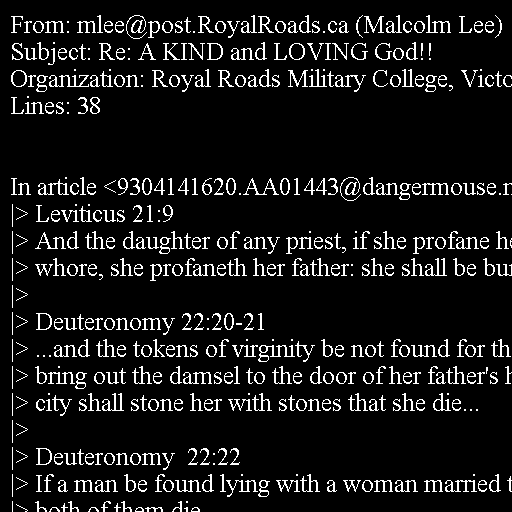 From: mlee@post.RoyalRoads.ca (Malcolm Lee)
Subject: Re: A KIND and LOVING God!!
Organization: Royal Roads Military College, Victo
Lines: 38
In article <9304141620.AA01443@dangermouse.m
|> Leviticus 21:9
|> And the daughter of any priest, if she profane he
|> whore, she profaneth her father: she shall be bur
|>
|> Deuteronomy 22:20-21
|> ...and the tokens of virginity be not found for th
|> bring out the damsel to the door of her father's h
|> city shall stone her with stones that she die...
|>
|> Deuteronomy  22:22
|> If a man be found lying with a woman married t
|> both of them die